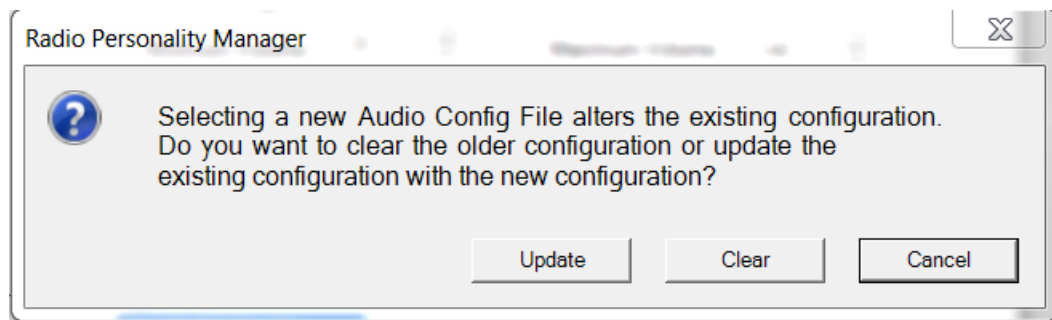 Radio Personality Manager
Selecting a new Audio Config File alters the existing configuration.
Do you want to clear the older configuration or update the
existing configuration with the new configuration?
Update
Clear
Cancel